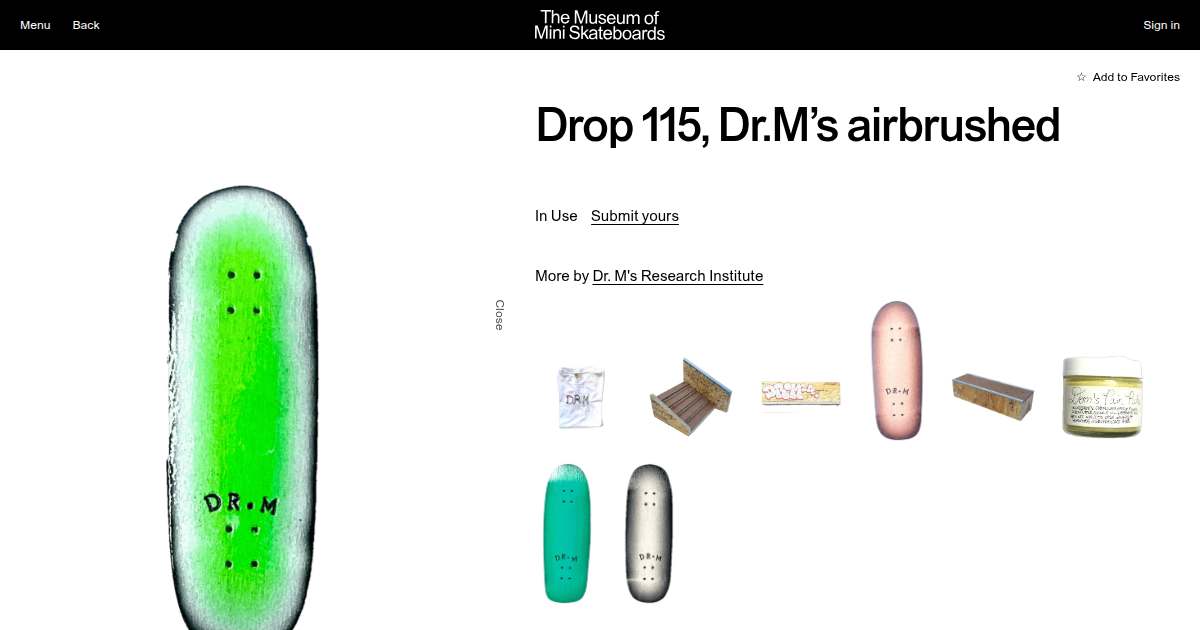 Menu
Back
The Museum of
Mini Skateboards
Sign in
☆ Add to Favorites
Drop 115, Dr.M’s airbrushed
In Use Submit yours
More by Dr. M's Research Institute
Close
DR•M
DR.M
DR•M
DR•M
DR•M